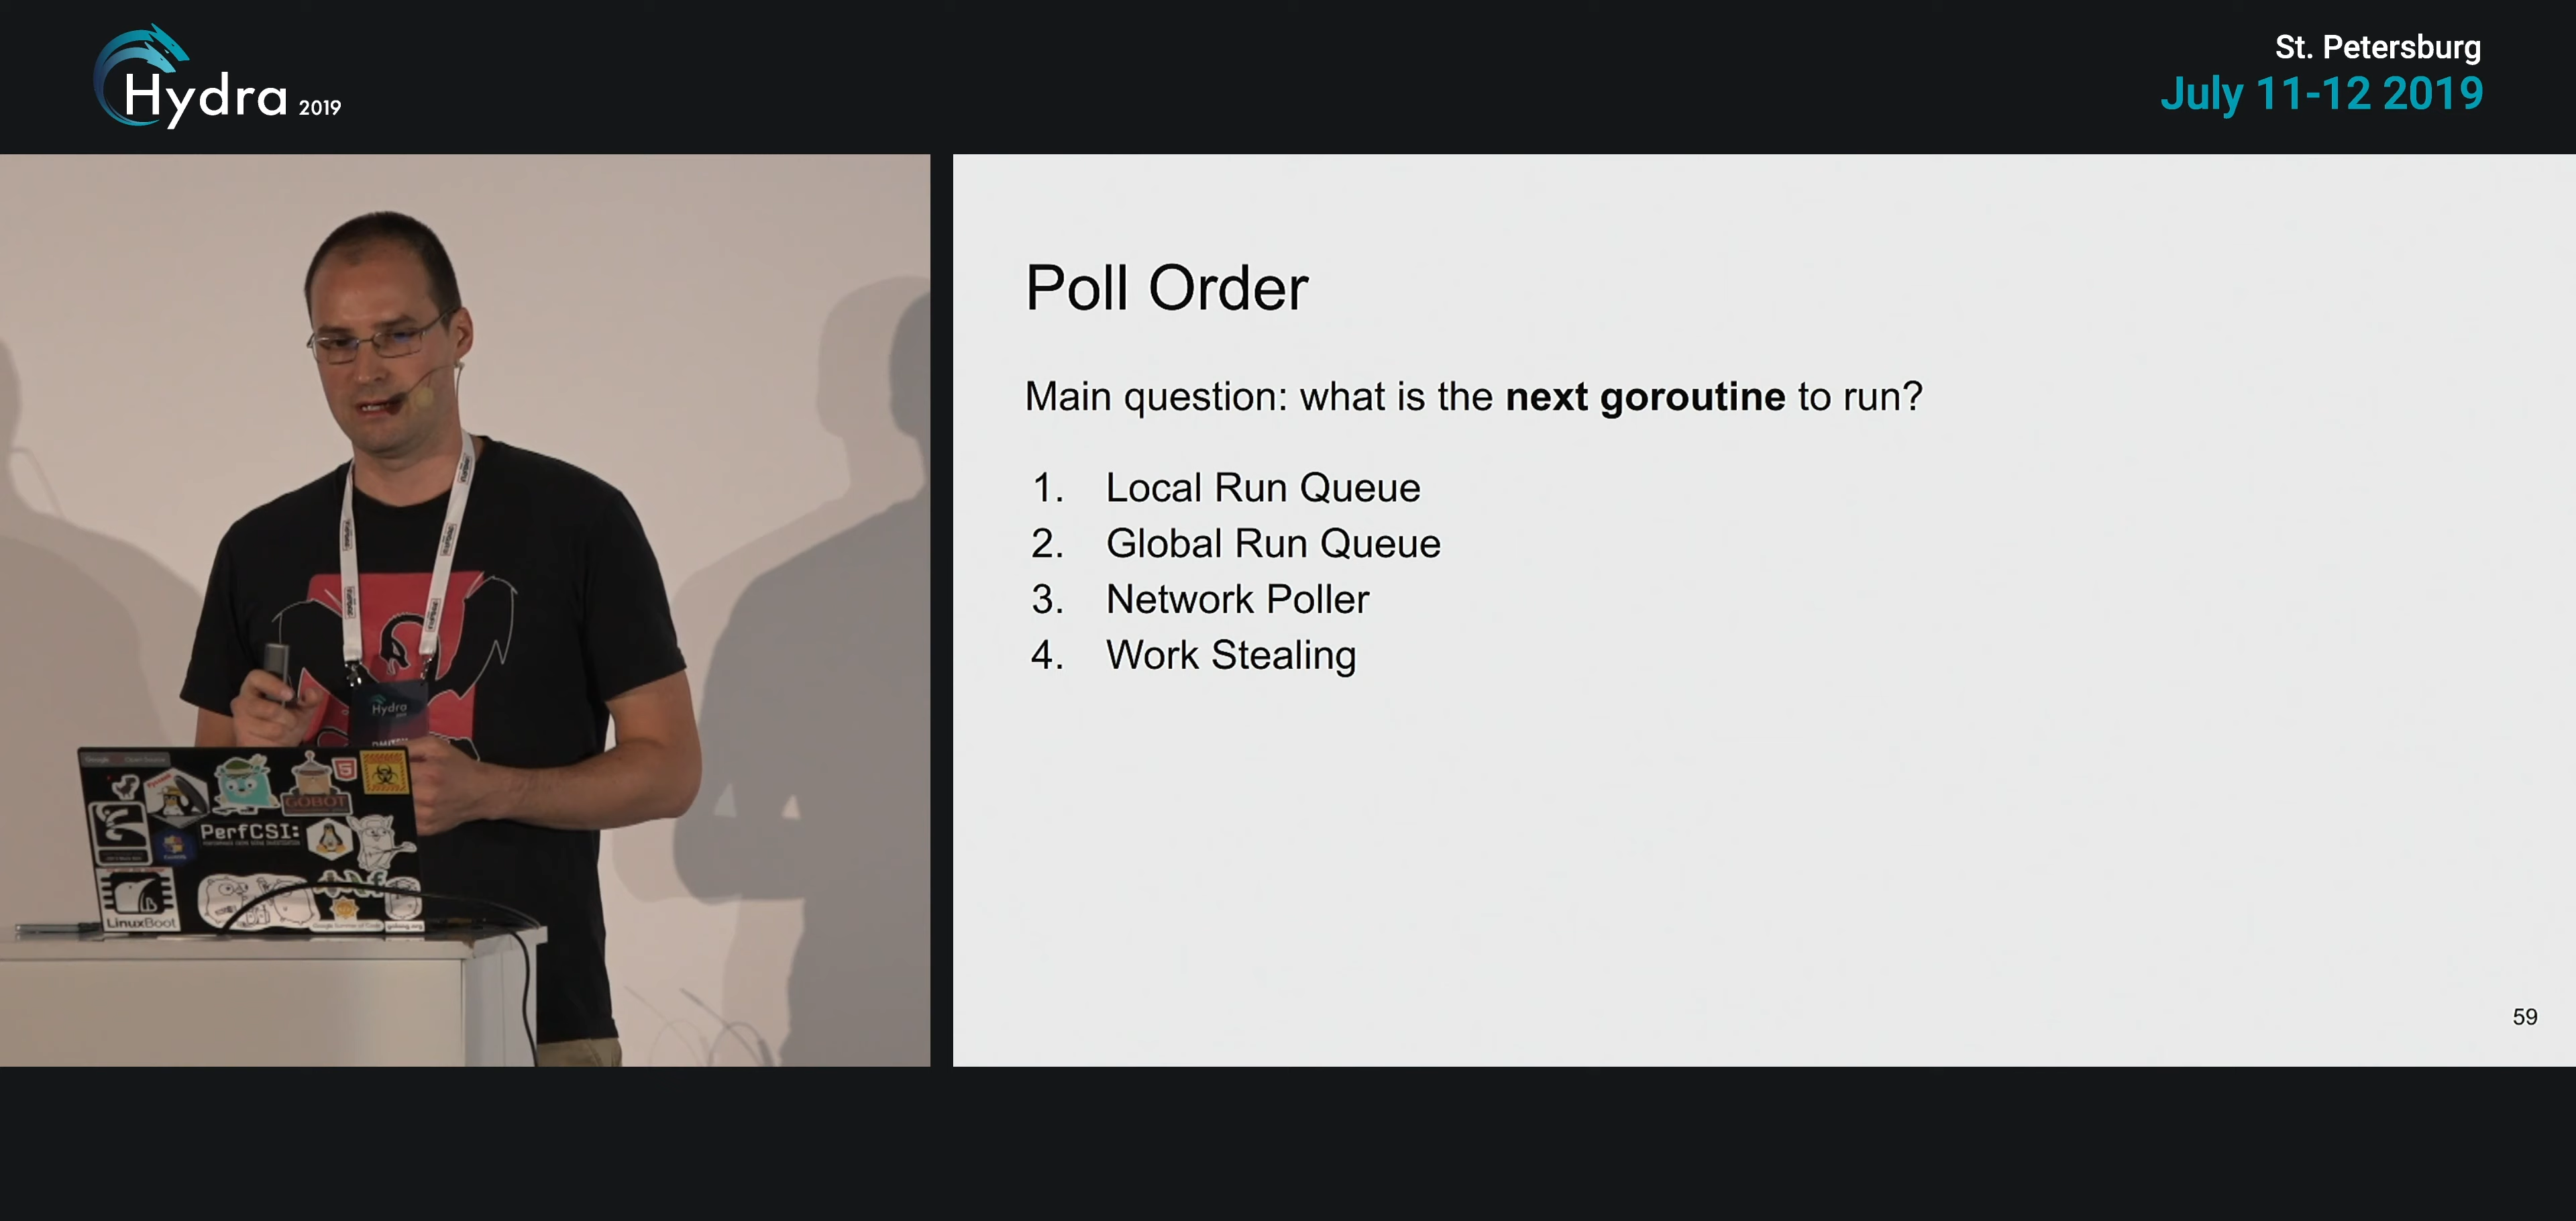 Hydra 2019
St. Petersburg
July 11-12 2019
Poll Order
Main question: what is the next goroutine to run?
1. Local Run Queue
2. Global Run Queue
3. Network Poller
4. Work Stealing
59
Hydra
GOBOT
PerfCSI:
LinuxBoot